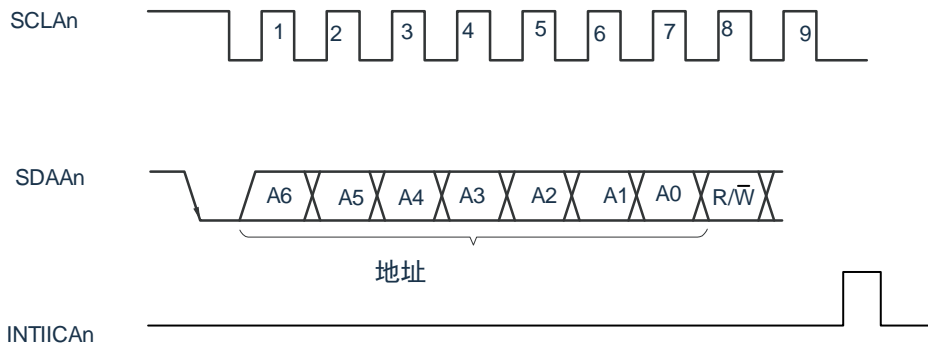 SCLAn
1 2 3 4 5 6 7 8 9
SDAAn
A6 A5 A4 A3 A2 A1 A0 R/W̅
地址
INTIICAn